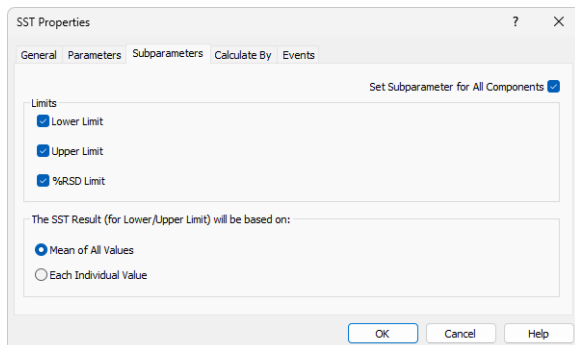 SST Properties
?
General Parameters Subparameters Calculate By Events
Set Subparameter for All Components
Limits
Lower Limit
Upper Limit
%RSD Limit
The SST Result (for Lower/Upper Limit) will be based on:
Mean of All Values
Each Individual Value
OK Cancel Help